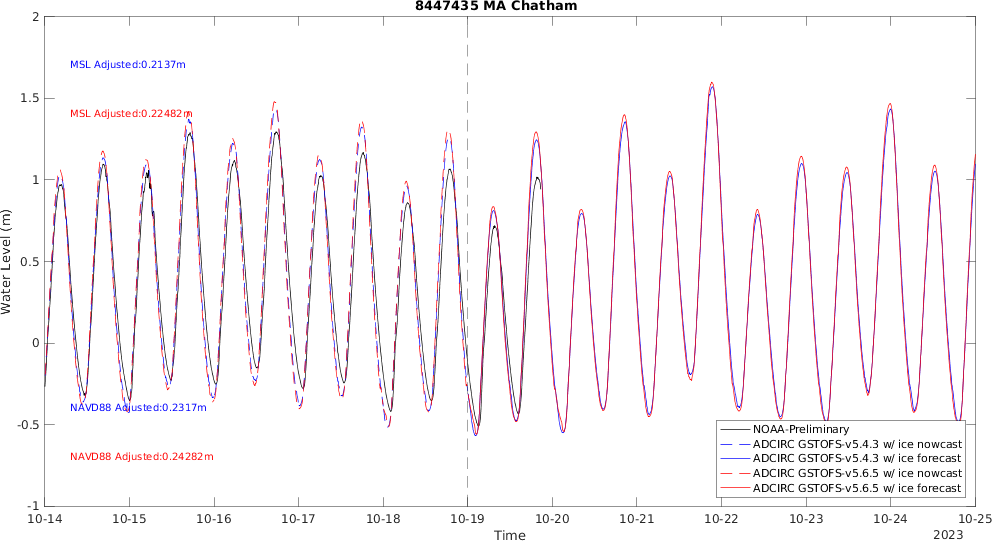 8447435 MA Chatham
2
MSL Adjusted:0.2137m
1.5
MSL Adjusted:0.22482m
1
Water Level (m)
0.5
0
NAVD88 Adjusted:0.2317m
-0.5
NAVD88 Adjusted:0.24282m
-1
NOAA-Preliminary
ADCIRC GSTOFS-v5.4.3 w/ ice nowcast
ADCIRC GSTOFS-v5.4.3 w/ ice forecast
ADCIRC GSTOFS-v5.6.5 w/ ice nowcast
ADCIRC GSTOFS-v5.6.5 w/ ice forecast
10-14 10-15 10-16 10-17 10-18 10-19 10-20 10-21 10-22 10-23 10-24 10-25
Time
2023